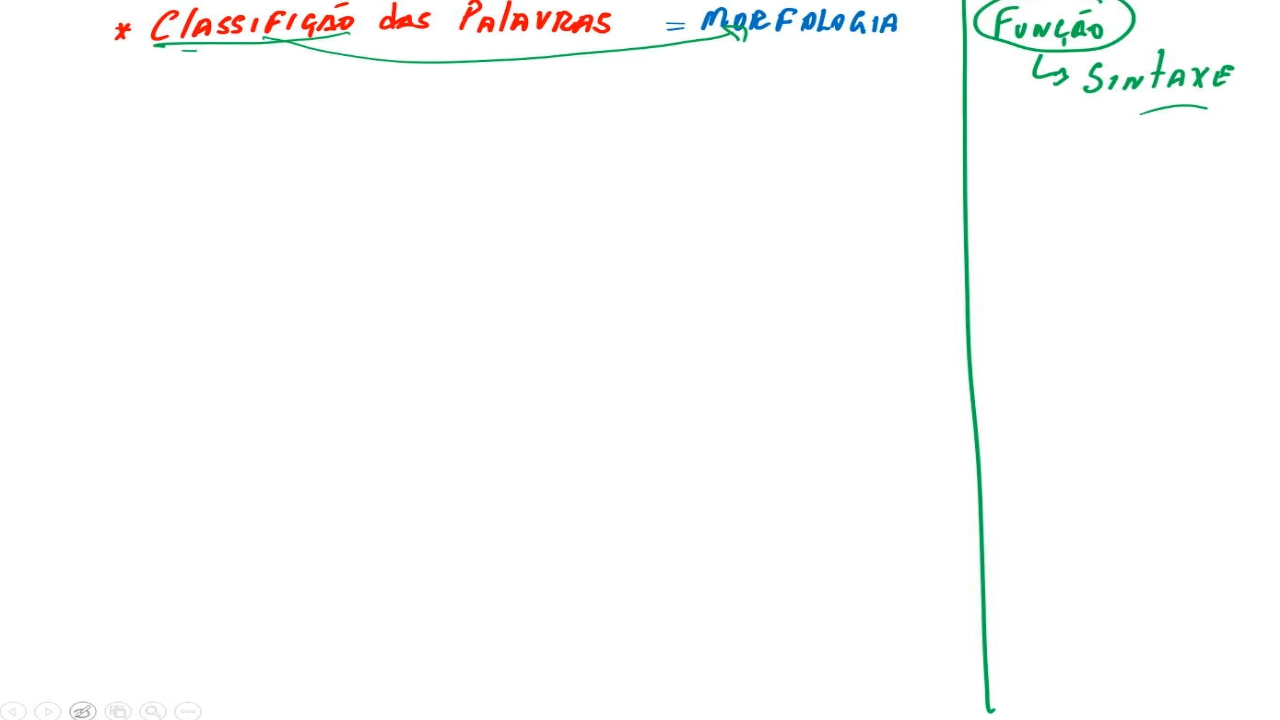 * Classifição das Palavras = MORFOLOGIA
FUNÇÃO
↳ SINTAXE